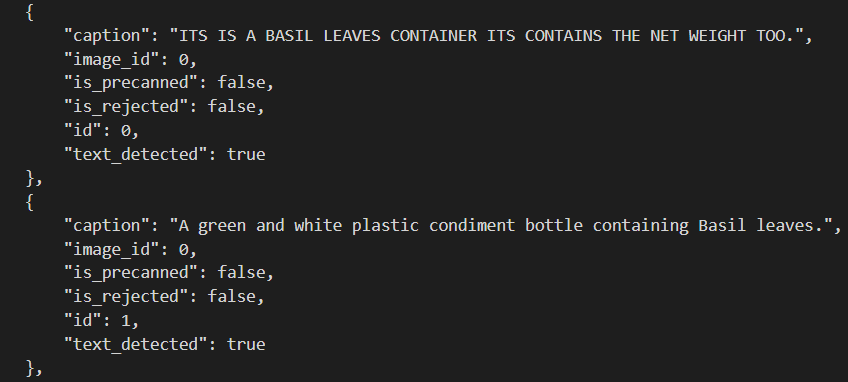 {
"caption": "ITS IS A BASIL LEAVES CONTAINER ITS CONTAINS THE NET WEIGHT TOO.",
"image_id": 0,
"is_precanned": false,
"is_rejected": false,
"id": 0,
"text_detected": true
},
{
"caption": "A green and white plastic condiment bottle containing Basil leaves.",
"image_id": 0,
"is_precanned": false,
"is_rejected": false,
"id": 1,
"text_detected": true
},